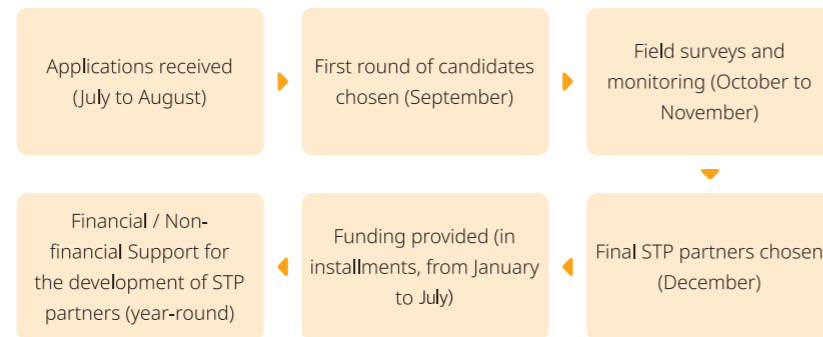 Applications received
(July to August)
First round of candidates
chosen (September)
Field surveys and
monitoring (October to
November)
Final STP partners chosen
(December)
Funding provided (in
installments, from January
to July)
Financial / Non-
financial Support for
the development of STP
partners (year-round)